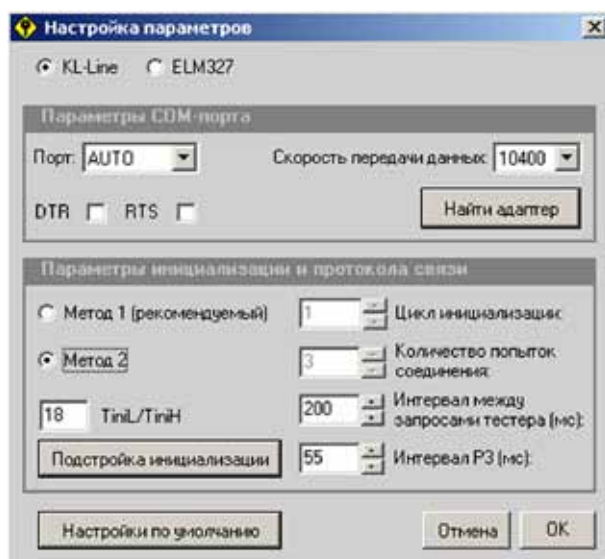 Настройка параметров
KL-Line ELM327
Параметры COM-порта
Порт: AUTO Скорость передачи данных: 10400
DTR RTS Найти адаптер
Параметры инициализации и протокола связи
Метод 1 (рекомендуемый) 1 Цикл инициализации:
Метод 2 3 Количество попыток соединения:
18 TiniL/TiniH 200 Интервал между запросами тестера (мс):
Подстройка инициализации 55 Интервал P3 (мс):
Настройки по умолчанию Отмена OK